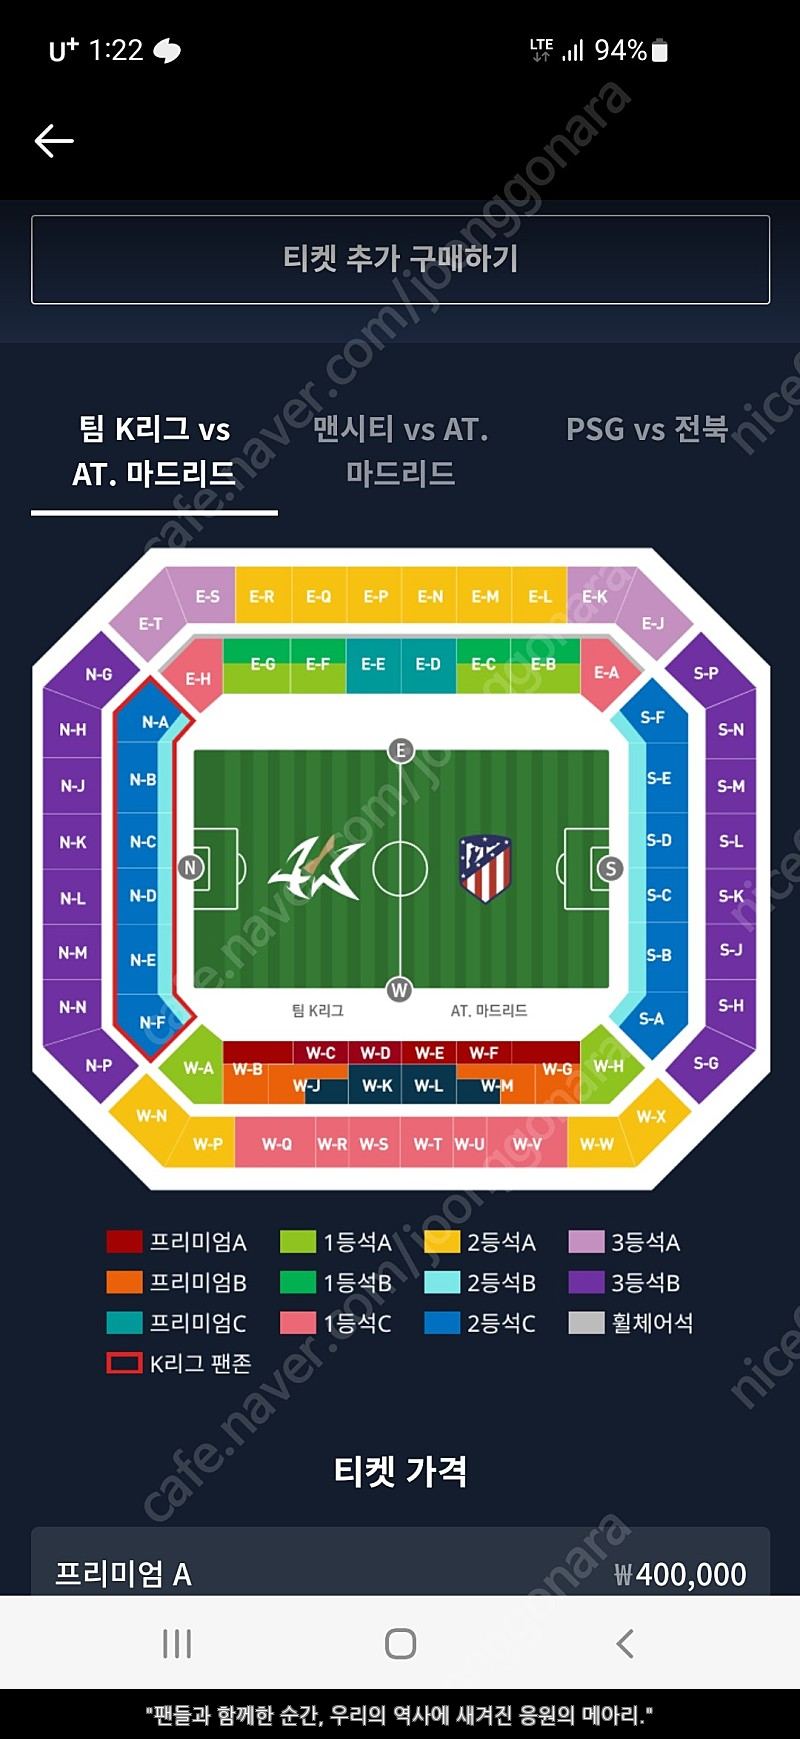 U+ 1:22 LTE 94%
티켓 추가 구매하기
팀 K리그 vs
AT. 마드리드
맨시티 vs AT.
마드리드
PSG vs 전북
E-T E-S E-R E-Q E-P E-N E-M E-L E-K E-J
E-H E-G E-F E-E E-D E-C E-B E-A
N-G N-H N-J N-K N-L N-M N-N N-P
N-A N-B N-C N-D N-E N-F
E
N
S
W
팀 K리그
AT. 마드리드
S-F S-E S-D S-C S-B S-A
S-P S-N S-M S-L S-K S-J S-H S-G
W-A W-B W-C W-D W-E W-F W-G W-H
W-J W-K W-L W-M
W-N W-P W-Q W-R W-S W-T W-U W-V W-W W-X
프리미엄A 1등석A 2등석A 3등석A
프리미엄B 1등석B 2등석B 3등석B
프리미엄C 1등석C 2등석C 휠체어석
K리그 팬존
티켓 가격
프리미엄 A ₩400,000
"팬들과 함께한 순간, 우리의 역사에 새겨진 응원의 메아리."
cafe.naver.com/joonggonara
cafe.naver.com/joonggonara